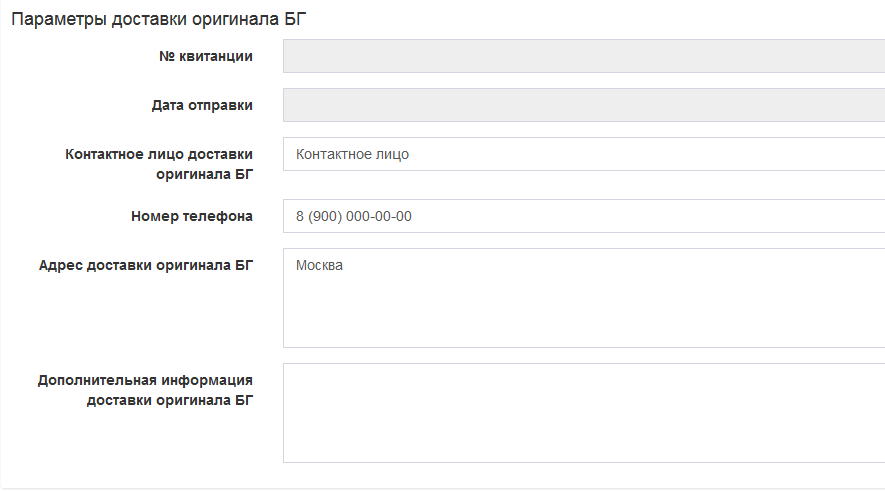 Параметры доставки оригинала БГ
№ квитанции
Дата отправки
Контактное лицо доставки
оригинала БГ
Контактное лицо
Номер телефона
8 (900) 000-00-00
Адрес доставки оригинала БГ
Москва
Дополнительная информация
доставки оригинала БГ